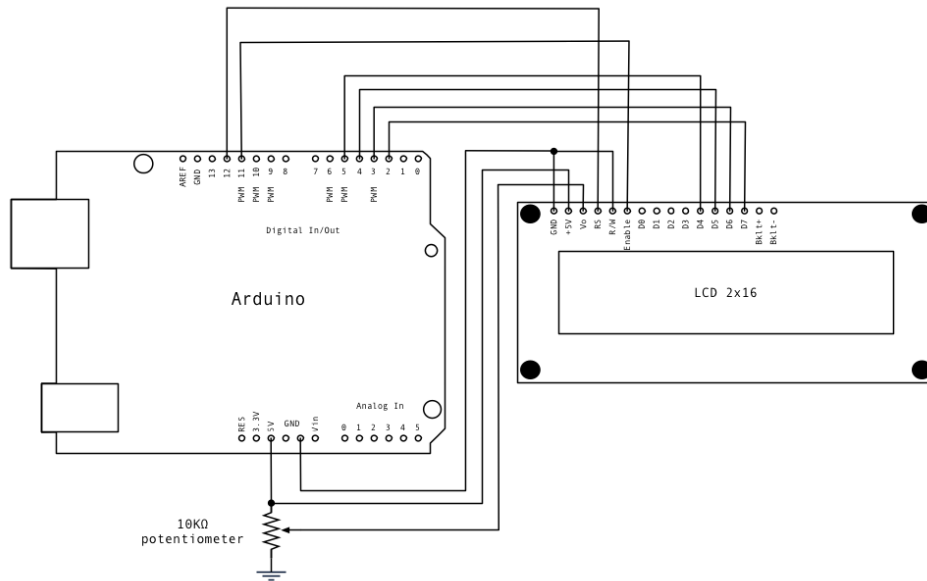 AREF GND 13 12 11 10 9 8 7 6 5 4 3 2 1 0
PWM PWM PWM PWM PWM PWM
Digital In/Out
Arduino
Analog In
RES 3.3V 5V GND Vin 0 1 2 3 4 5
10KΩ
potentiometer
GND +5V Vo RS R/W Enable D0 D1 D2 D3 D4 D5 D6 D7 Bklt+ Bklt-
LCD 2x16